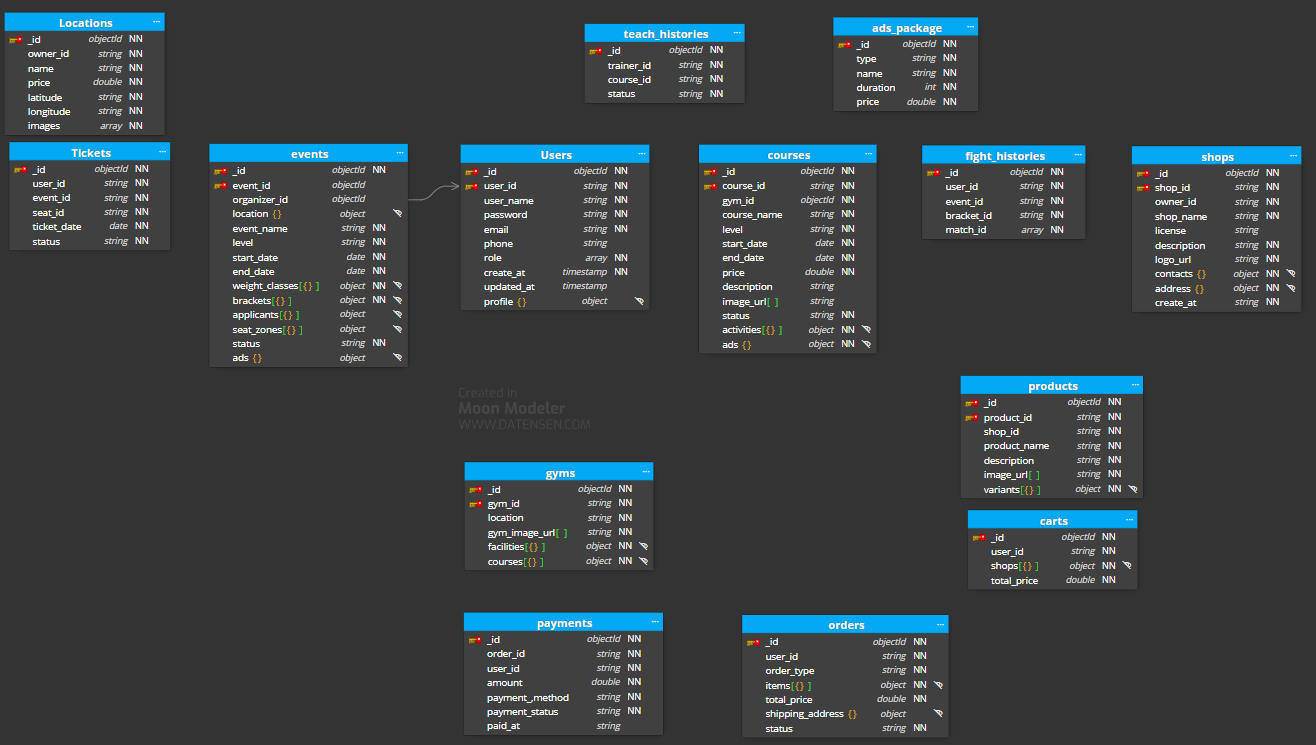 Locations ...
_id objectId NN
owner_id string NN
name string NN
price double NN
latitude string NN
longitude string NN
images array NN
teach_histories ...
_id objectId NN
trainer_id string NN
course_id string NN
status string NN
ads_package ...
_id objectId NN
type string NN
name string NN
duration int NN
price double NN
Tickets ...
_id objectId NN
user_id string NN
event_id string NN
seat_id string NN
ticket_date date NN
status string NN
events ...
_id objectId NN
event_id objectId
organizer_id objectId
location {} object
event_name string NN
level string NN
start_date date NN
end_date date NN
weight_classes[{} ] object NN
brackets[{} ] object NN
applicants[{} ] object
seat_zones[{} ] object
status string NN
ads {} object
Users ...
_id objectId NN
user_id string NN
user_name string NN
password string NN
email string NN
phone string
role array NN
create_at timestamp NN
updated_at timestamp
profile {} object
courses ...
_id objectId NN
course_id string NN
gym_id objectId NN
course_name string NN
level string NN
start_date date NN
end_date date NN
price double NN
description string
image_url[ ] string
status string NN
activities[{} ] object NN
ads {} object NN
fight_histories ...
_id objectId NN
user_id string NN
event_id string NN
bracket_id string NN
match_id array NN
shops ...
_id objectId NN
shop_id string NN
owner_id string NN
shop_name string NN
license string
description string NN
logo_url string
contacts {} object NN
address {} object NN
create_at string NN
Created in
Moon Modeler
WWW.DATENSEN.COM
products ...
_id objectId NN
product_id string NN
shop_id string NN
product_name string NN
description string NN
image_url[ ] string NN
variants[{} ] object NN
gyms ...
_id objectId NN
gym_id string NN
location string NN
gym_image_url[ ] string NN
facilities[{} ] object NN
courses[{} ] object NN
carts ...
_id objectId NN
user_id string NN
shops[{} ] object NN
total_price double NN
payments ...
_id objectId NN
order_id string NN
user_id string NN
amount double NN
payment_,method string NN
payment_status string NN
paid_at string
orders ...
_id objectId NN
user_id string NN
order_type string NN
items[{} ] object NN
total_price double NN
shipping_address {} object
status string NN